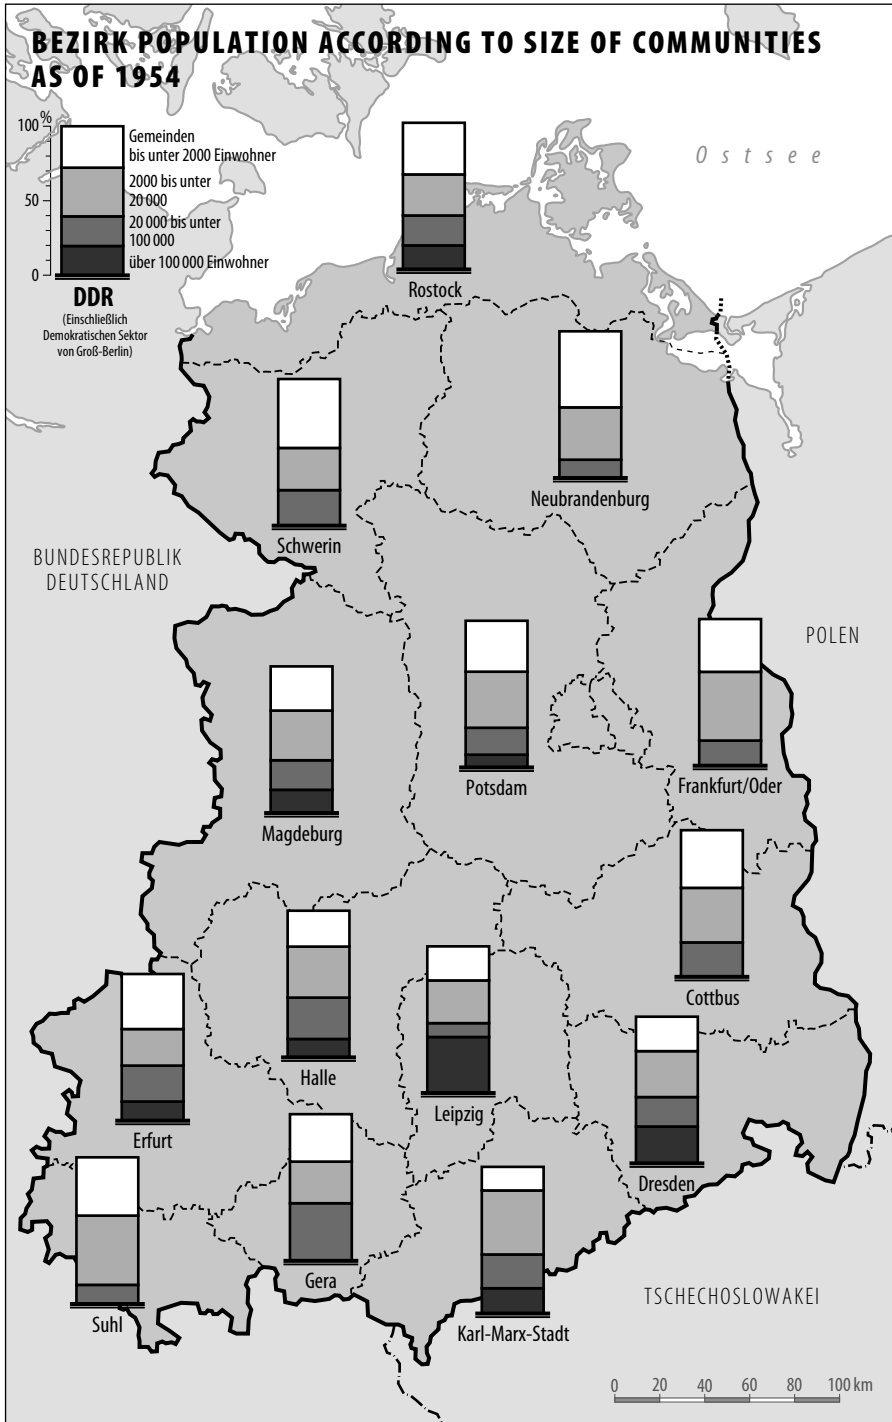 BEZIRK POPULATION ACCORDING TO SIZE OF COMMUNITIES
AS OF 1954
100 %
50
0
Gemeinden
bis unter 2000 Einwohner
2000 bis unter
20 000
20 000 bis unter
100 000
über 100 000 Einwohner
DDR
(Einschließlich
Demokratischen Sektor
von Groß-Berlin)
Ostsee
Rostock
Neubrandenburg
Schwerin
BUNDESREPUBLIK
DEUTSCHLAND
POLEN
Potsdam
Frankfurt/Oder
Magdeburg
Cottbus
Halle
Leipzig
Erfurt
Dresden
Gera
Suhl
Karl-Marx-Stadt
TSCHECHOSLOWAKEI
0 20 40 60 80 100 km